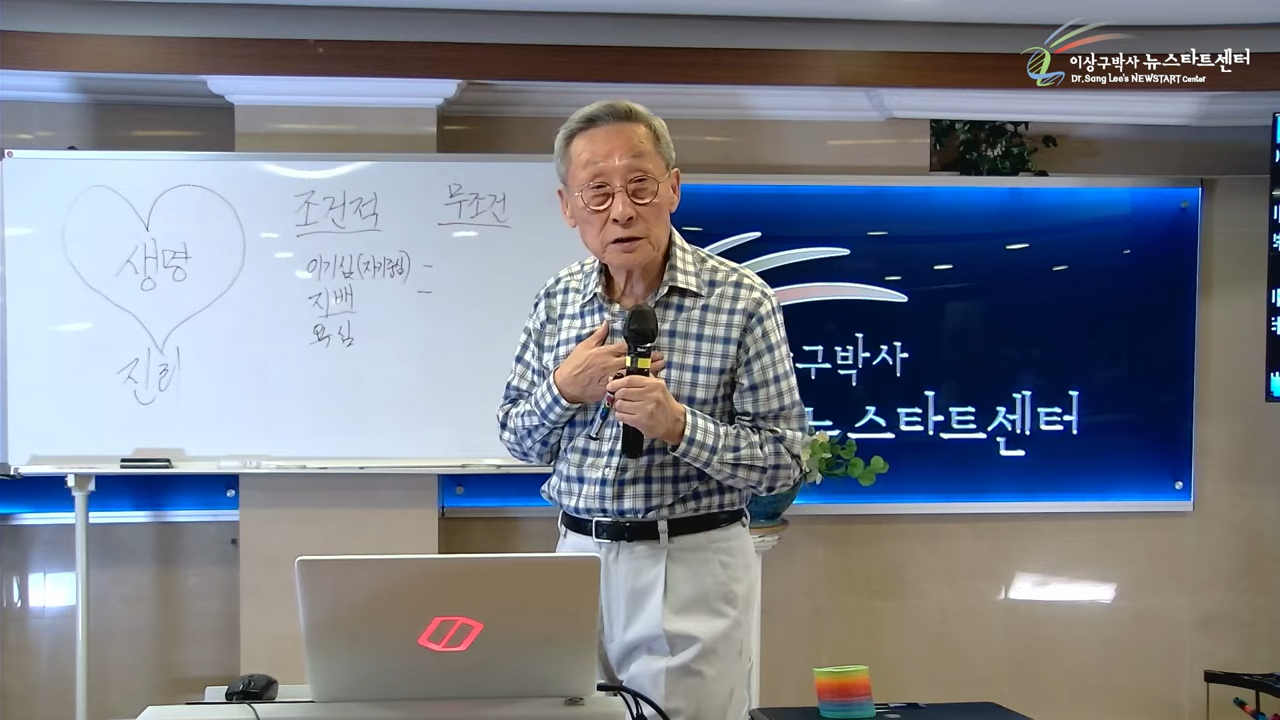 이상구박사 뉴스타트센터
Dr. Sang Lee's NEWSTART Center
조건적 무조건
생명
이기심(자기중심) =
지배 =
욕심
진리
구박사
뉴스타트센터